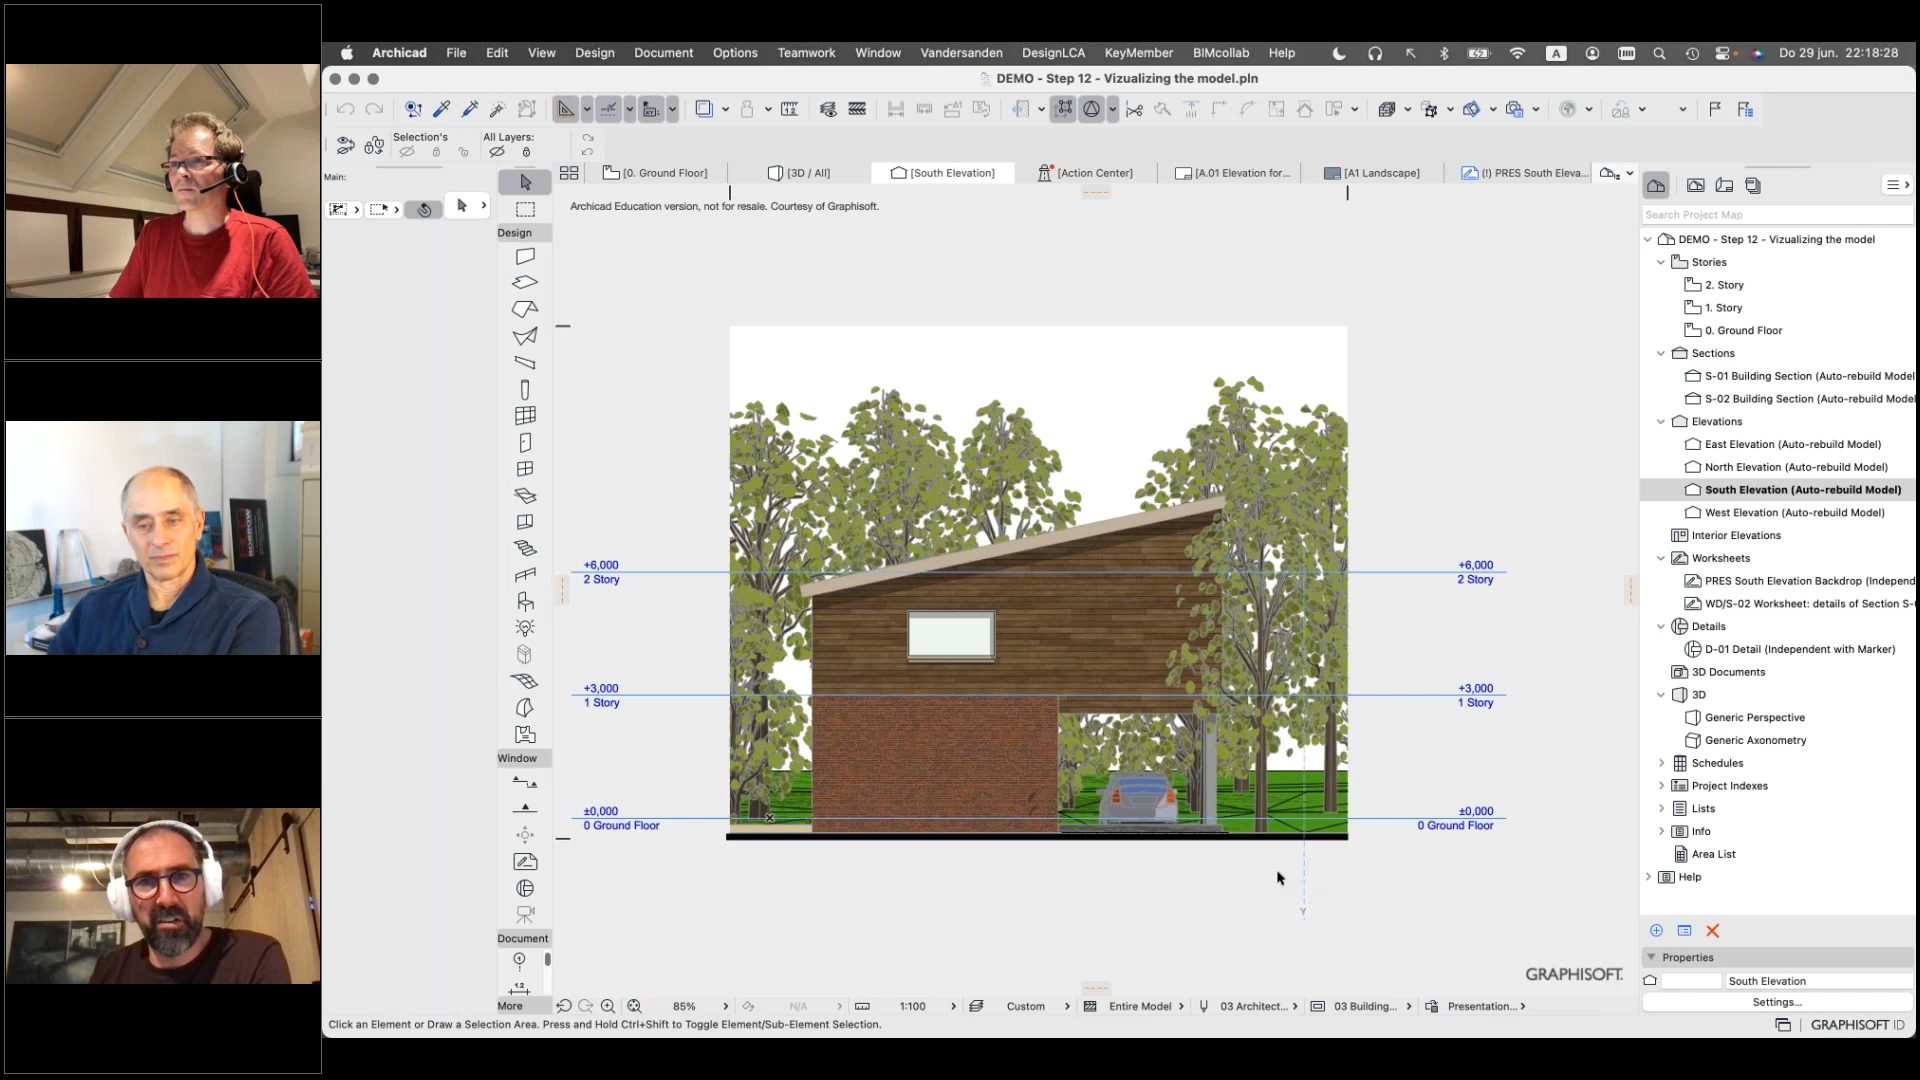 Archicad File Edit View Design Document Options Teamwork Window Vandersanden DesignLCA KeyMember BIMcollab Help A Do 29 jun. 22:18:28
DEMO - Step 12 - Vizualizing the model.pln
Selection's All Layers:
Main:
[0. Ground Floor] [3D / All] [South Elevation] [Action Center] [A.01 Elevation for... [A1 Landscape] (!) PRES South Eleva...
Archicad Education version, not for resale. Courtesy of Graphisoft.
Design
Window
Document
More
+6,000
2 Story
+3,000
1 Story
±0,000
0 Ground Floor
+6,000
2 Story
+3,000
1 Story
±0,000
0 Ground Floor
Y
GRAPHISOFT.
85% N/A 1:100 Custom Entire Model 03 Architect... 03 Building... Presentation...
Click an Element or Draw a Selection Area. Press and Hold Ctrl+Shift to Toggle Element/Sub-Element Selection.
Search Project Map
DEMO - Step 12 - Vizualizing the model
Stories
2. Story
1. Story
0. Ground Floor
Sections
S-01 Building Section (Auto-rebuild Model
S-02 Building Section (Auto-rebuild Mode
Elevations
East Elevation (Auto-rebuild Model)
North Elevation (Auto-rebuild Model)
South Elevation (Auto-rebuild Model)
West Elevation (Auto-rebuild Model)
Interior Elevations
Worksheets
PRES South Elevation Backdrop (Independ
WD/S-02 Worksheet: details of Section S-
Details
D-01 Detail (Independent with Marker)
3D Documents
3D
Generic Perspective
Generic Axonometry
Schedules
Project Indexes
Lists
Info
Area List
Help
Properties
South Elevation
Settings...
GRAPHISOFT ID